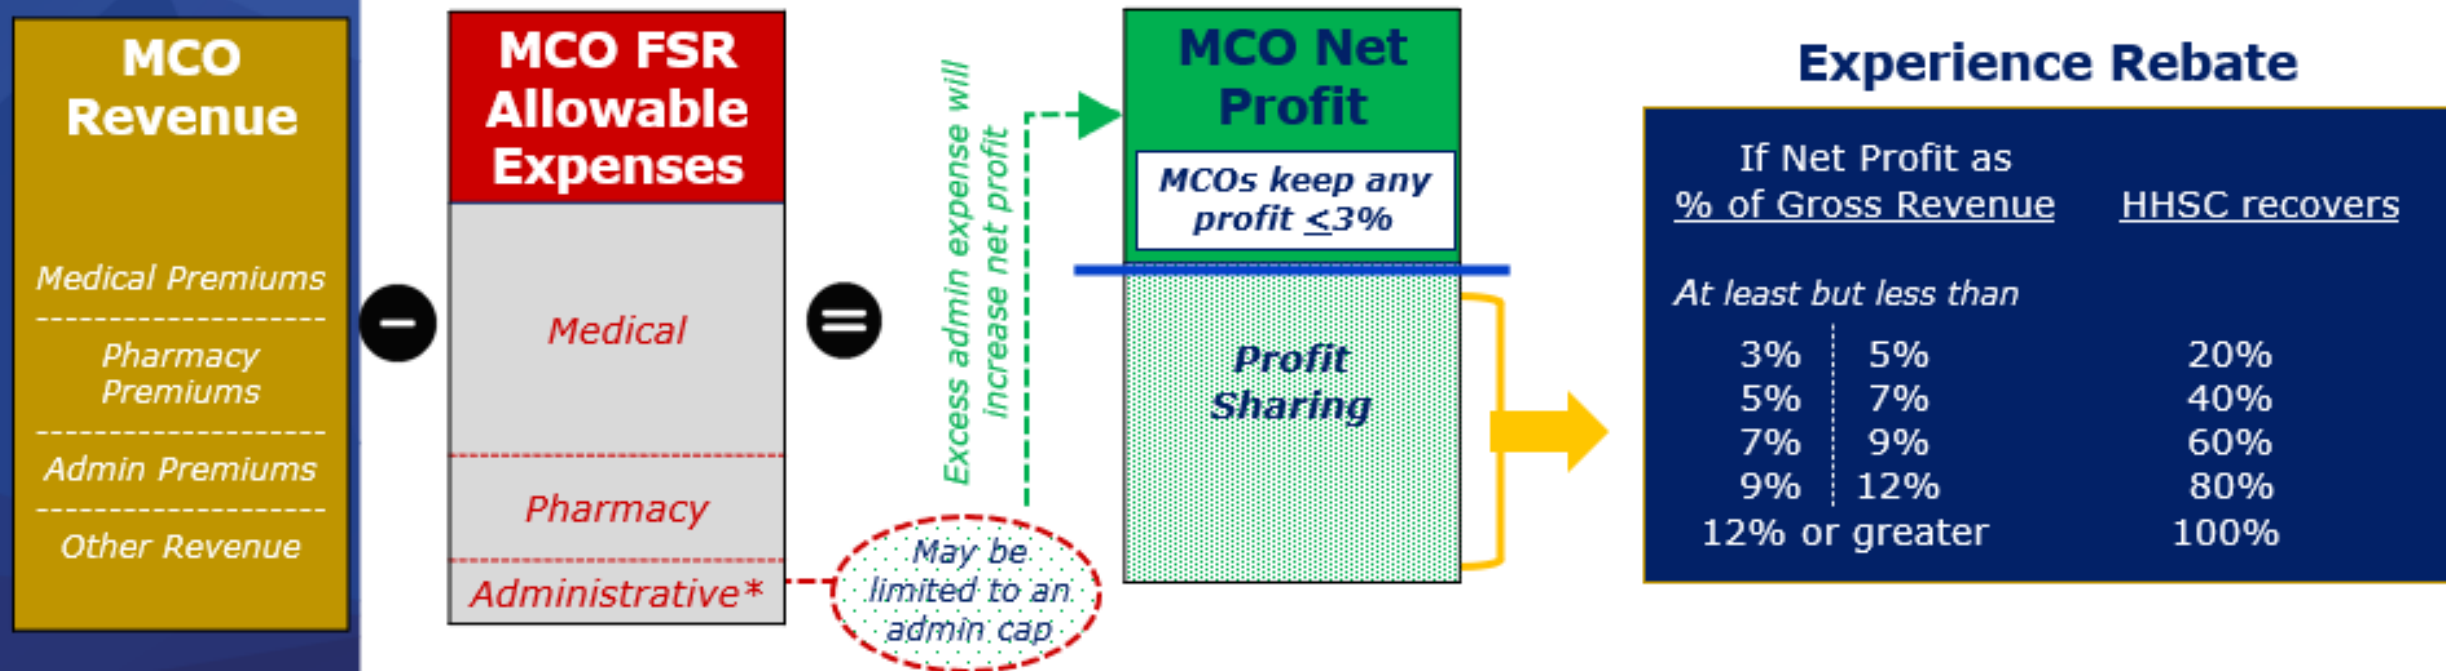 MCO
Revenue
Medical Premiums
Pharmacy
Premiums
Admin Premiums
Other Revenue
MCO FSR
Allowable
Expenses
Medical
Pharmacy
Administrative*
May be
limited to an
admin cap
Excess admin expense will
increase net profit
MCO Net
Profit
MCOs keep any
profit ≤3%
Profit
Sharing
Experience Rebate
If Net Profit as
% of Gross Revenue HHSC recovers
At least but less than
3% 5% 20%
5% 7% 40%
7% 9% 60%
9% 12% 80%
12% or greater 100%